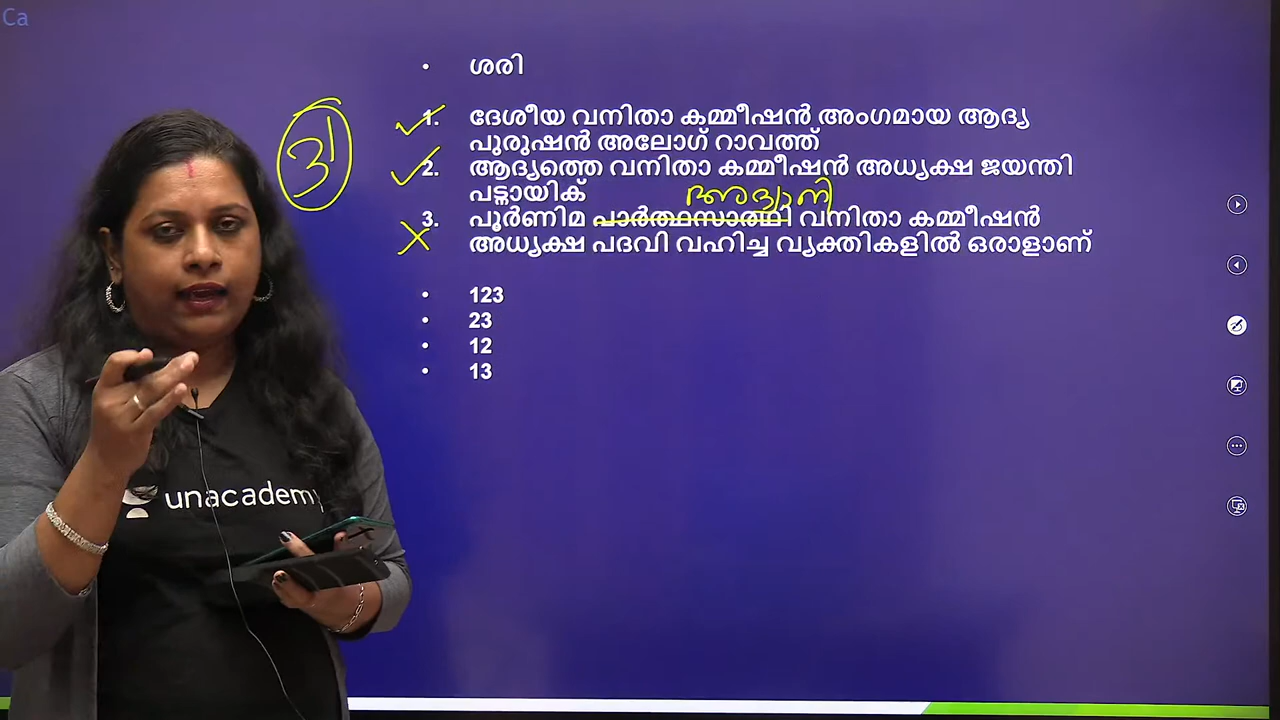 Ca
ശരി
1. ദേശീയ വനിതാ കമ്മീഷൻ അംഗമായ ആദ്യ
പുരുഷൻ അലോഗ് റാവത്ത്
2. ആദ്യത്തെ വനിതാ കമ്മീഷൻ അധ്യക്ഷ ജയന്തി
പട്നായിക്
അദ്വാനി
3. പൂർണിമ പാർത്ഥസാരഥി വനിതാ കമ്മീഷൻ
അധ്യക്ഷ പദവി വഹിച്ച വ്യക്തികളിൽ ഒരാളാണ്
123
23
12
13
unacademy